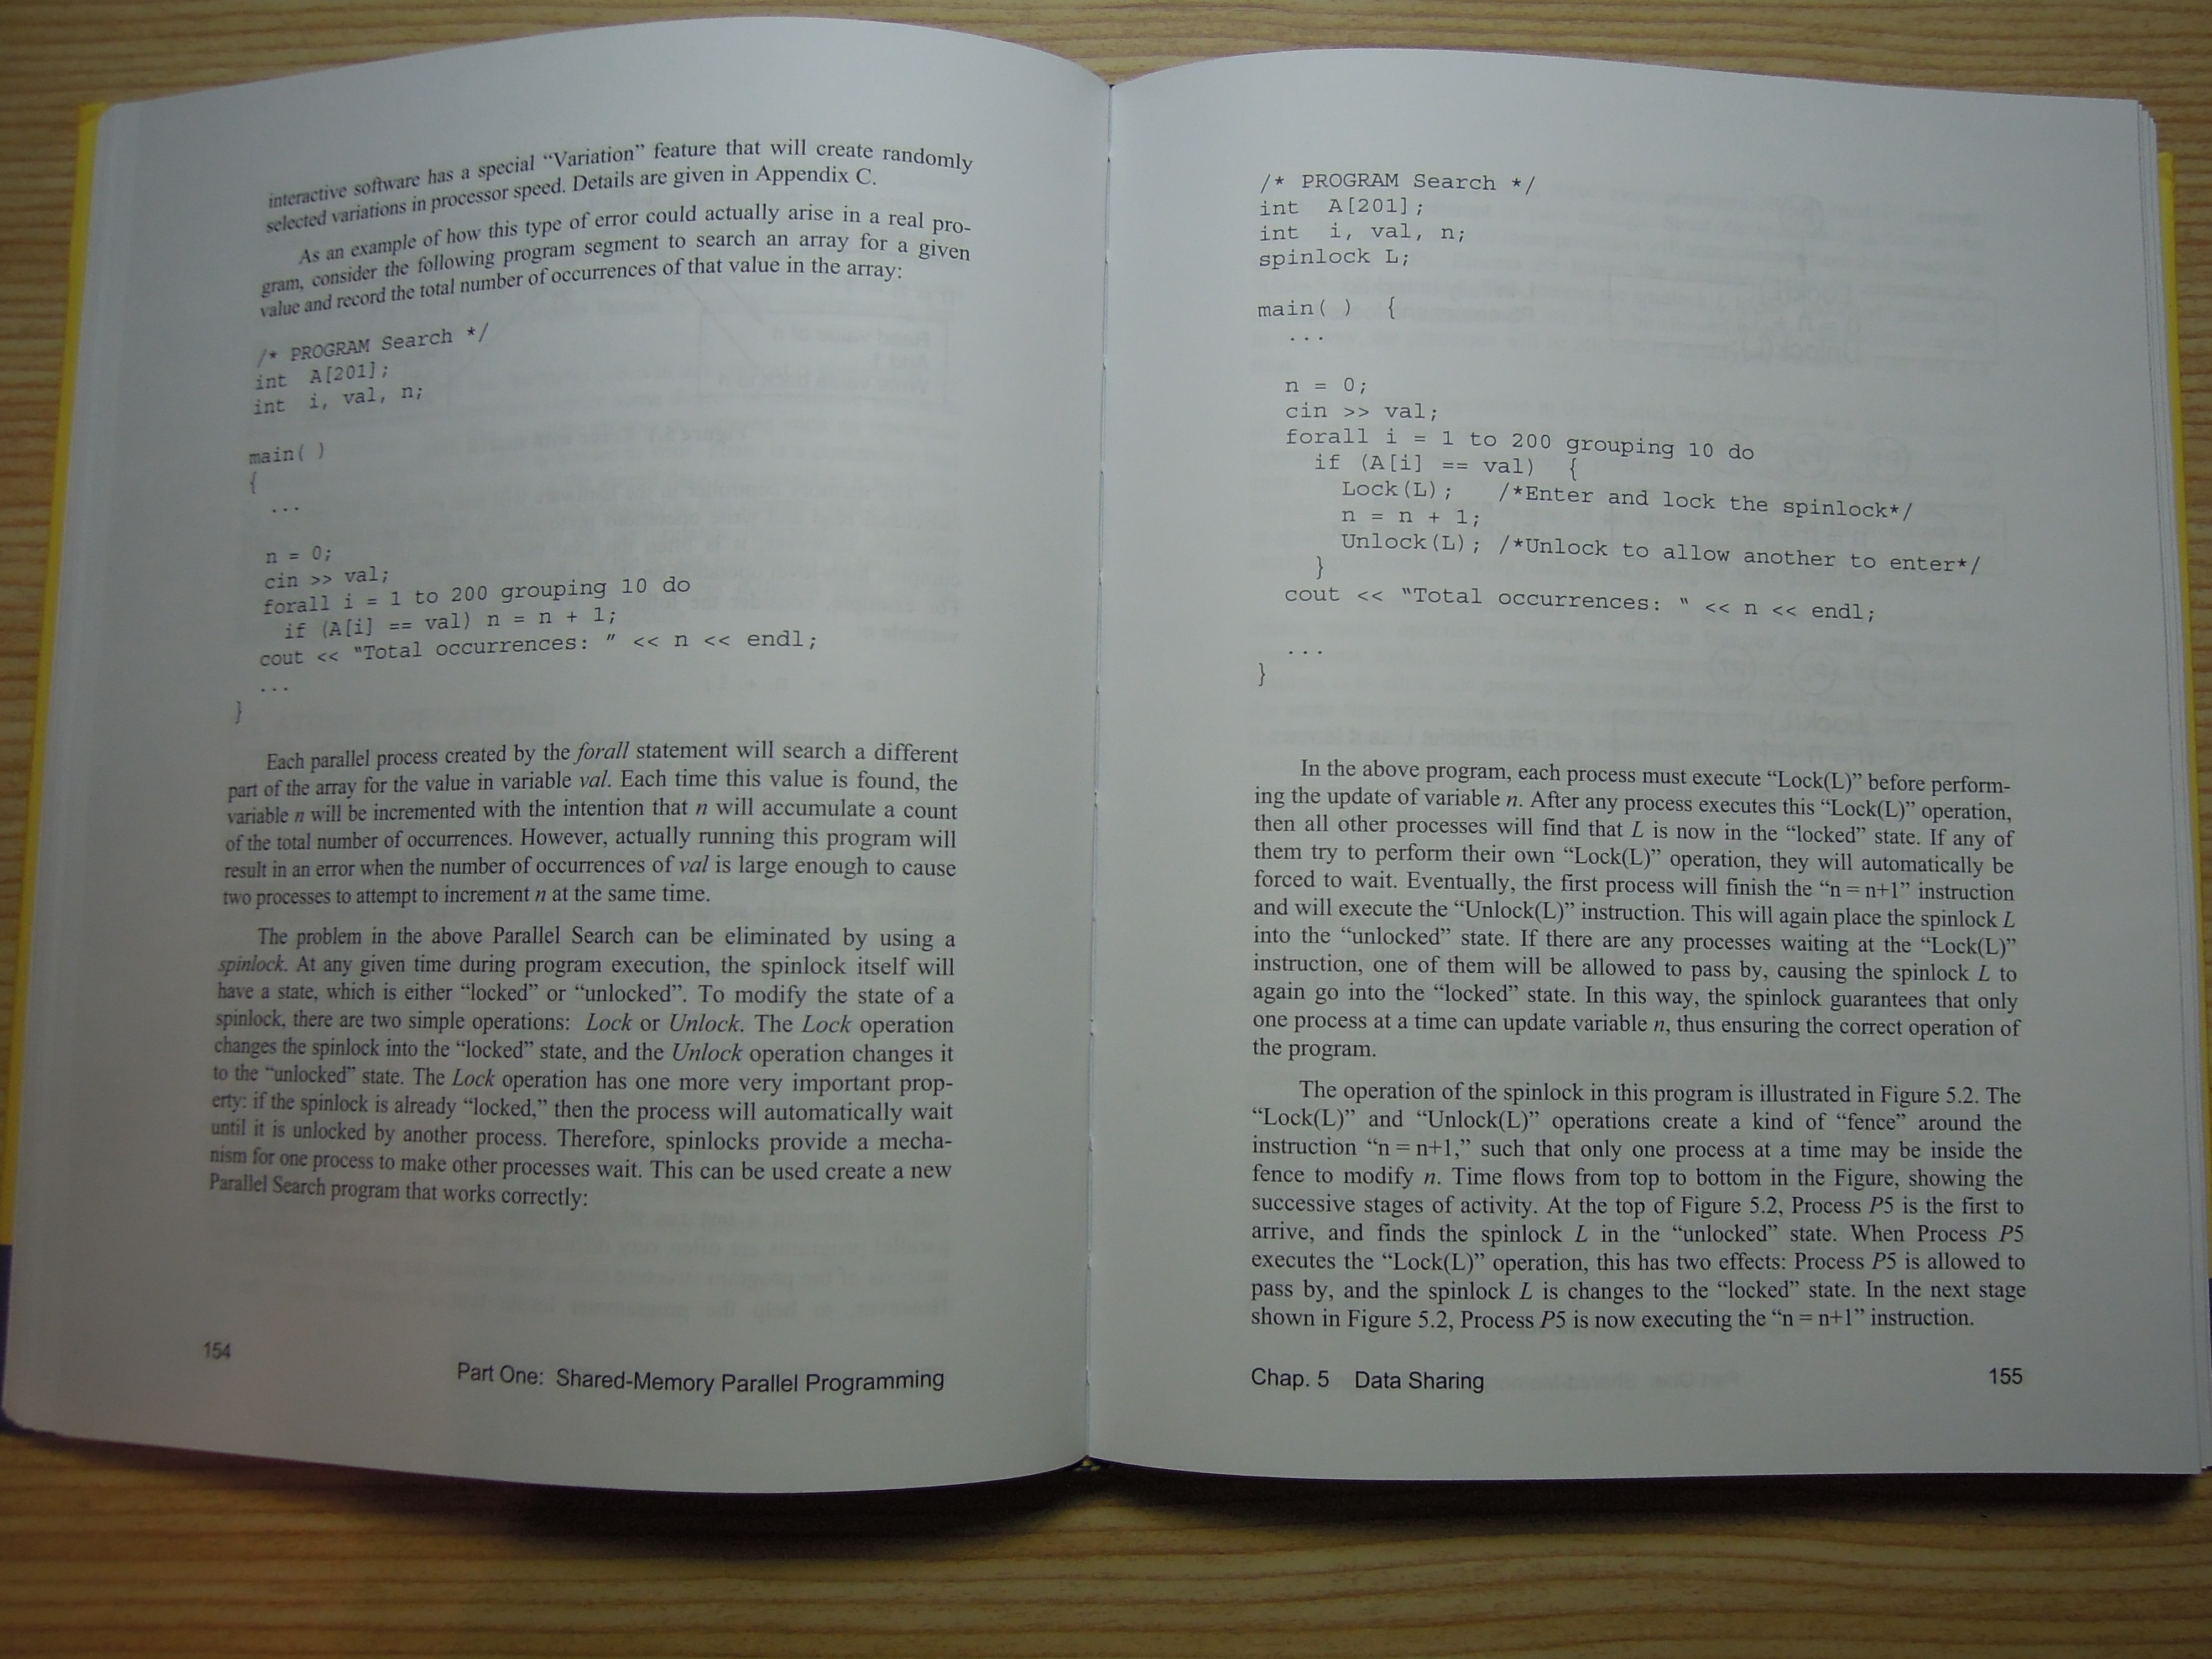 interactive software has a special “Variation” feature that will create randomly
selected variations in processor speed. Details are given in Appendix C.
As an example of how this type of error could actually arise in a real pro-
gram, consider the following program segment to search an array for a given
value and record the total number of occurrences of that value in the array:
/* PROGRAM Search */
int A[201];
int i, val, n;
main( )
{
...
n = 0;
cin >> val;
forall i = 1 to 200 grouping 10 do
if (A[i] == val) n = n + 1;
cout << "Total occurrences: " << n << endl;
...
}
Each parallel process created by the forall statement will search a different
part of the array for the value in variable val. Each time this value is found, the
variable n will be incremented with the intention that n will accumulate a count
of the total number of occurrences. However, actually running this program will
result in an error when the number of occurrences of val is large enough to cause
two processes to attempt to increment n at the same time.
The problem in the above Parallel Search can be eliminated by using a
spinlock. At any given time during program execution, the spinlock itself will
have a state, which is either “locked” or “unlocked”. To modify the state of a
spinlock, there are two simple operations: Lock or Unlock. The Lock operation
changes the spinlock into the “locked” state, and the Unlock operation changes it
to the “unlocked” state. The Lock operation has one more very important prop-
erty: if the spinlock is already “locked,” then the process will automatically wait
until it is unlocked by another process. Therefore, spinlocks provide a mecha-
nism for one process to make other processes wait. This can be used create a new
Parallel Search program that works correctly:
154
Part One: Shared-Memory Parallel Programming
/* PROGRAM Search */
int A[201];
int i, val, n;
spinlock L;
main( ) {
...
n = 0;
cin >> val;
forall i = 1 to 200 grouping 10 do
if (A[i] == val) {
Lock(L); /*Enter and lock the spinlock*/
n = n + 1;
Unlock(L); /*Unlock to allow another to enter*/
}
cout << "Total occurrences: " << n << endl;
...
}
In the above program, each process must execute “Lock(L)” before perform-
ing the update of variable n. After any process executes this “Lock(L)” operation,
then all other processes will find that L is now in the “locked” state. If any of
them try to perform their own “Lock(L)” operation, they will automatically be
forced to wait. Eventually, the first process will finish the “n = n+1” instruction
and will execute the “Unlock(L)” instruction. This will again place the spinlock L
into the “unlocked” state. If there are any processes waiting at the “Lock(L)”
instruction, one of them will be allowed to pass by, causing the spinlock L to
again go into the “locked” state. In this way, the spinlock guarantees that only
one process at a time can update variable n, thus ensuring the correct operation of
the program.
The operation of the spinlock in this program is illustrated in Figure 5.2. The
“Lock(L)” and “Unlock(L)” operations create a kind of “fence” around the
instruction “n = n+1,” such that only one process at a time may be inside the
fence to modify n. Time flows from top to bottom in the Figure, showing the
successive stages of activity. At the top of Figure 5.2, Process P5 is the first to
arrive, and finds the spinlock L in the “unlocked” state. When Process P5
executes the “Lock(L)” operation, this has two effects: Process P5 is allowed to
pass by, and the spinlock L is changes to the “locked” state. In the next stage
shown in Figure 5.2, Process P5 is now executing the “n = n+1” instruction.
Chap. 5 Data Sharing
155